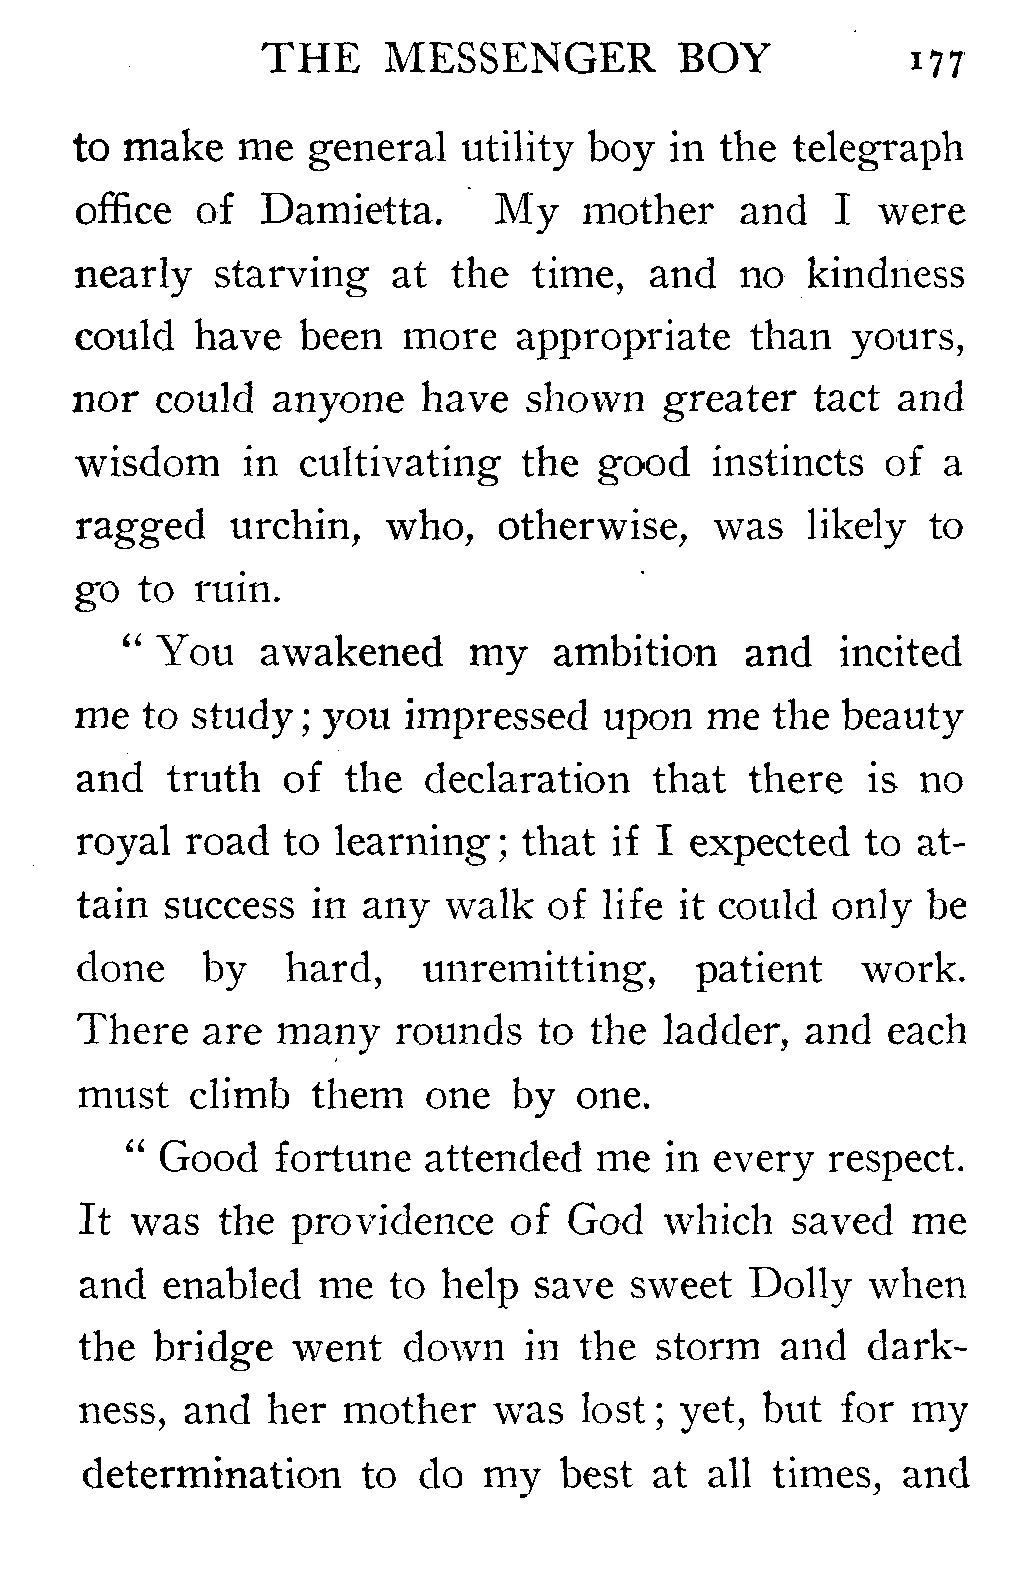 THE MESSENGER BOY 177
to make me general utility boy in the telegraph
office of Damietta. My mother and I were
nearly starving at the time, and no kindness
could have been more appropriate than yours,
nor could anyone have shown greater tact and
wisdom in cultivating the good instincts of a
ragged urchin, who, otherwise, was likely to
go to ruin.
“ You awakened my ambition and incited
me to study; you impressed upon me the beauty
and truth of the declaration that there is no
royal road to learning; that if I expected to at-
tain success in any walk of life it could only be
done by hard, unremitting, patient work.
There are many rounds to the ladder, and each
must climb them one by one.
“ Good fortune attended me in every respect.
It was the providence of God which saved me
and enabled me to help save sweet Dolly when
the bridge went down in the storm and dark-
ness, and her mother was lost; yet, but for my
determination to do my best at all times, and